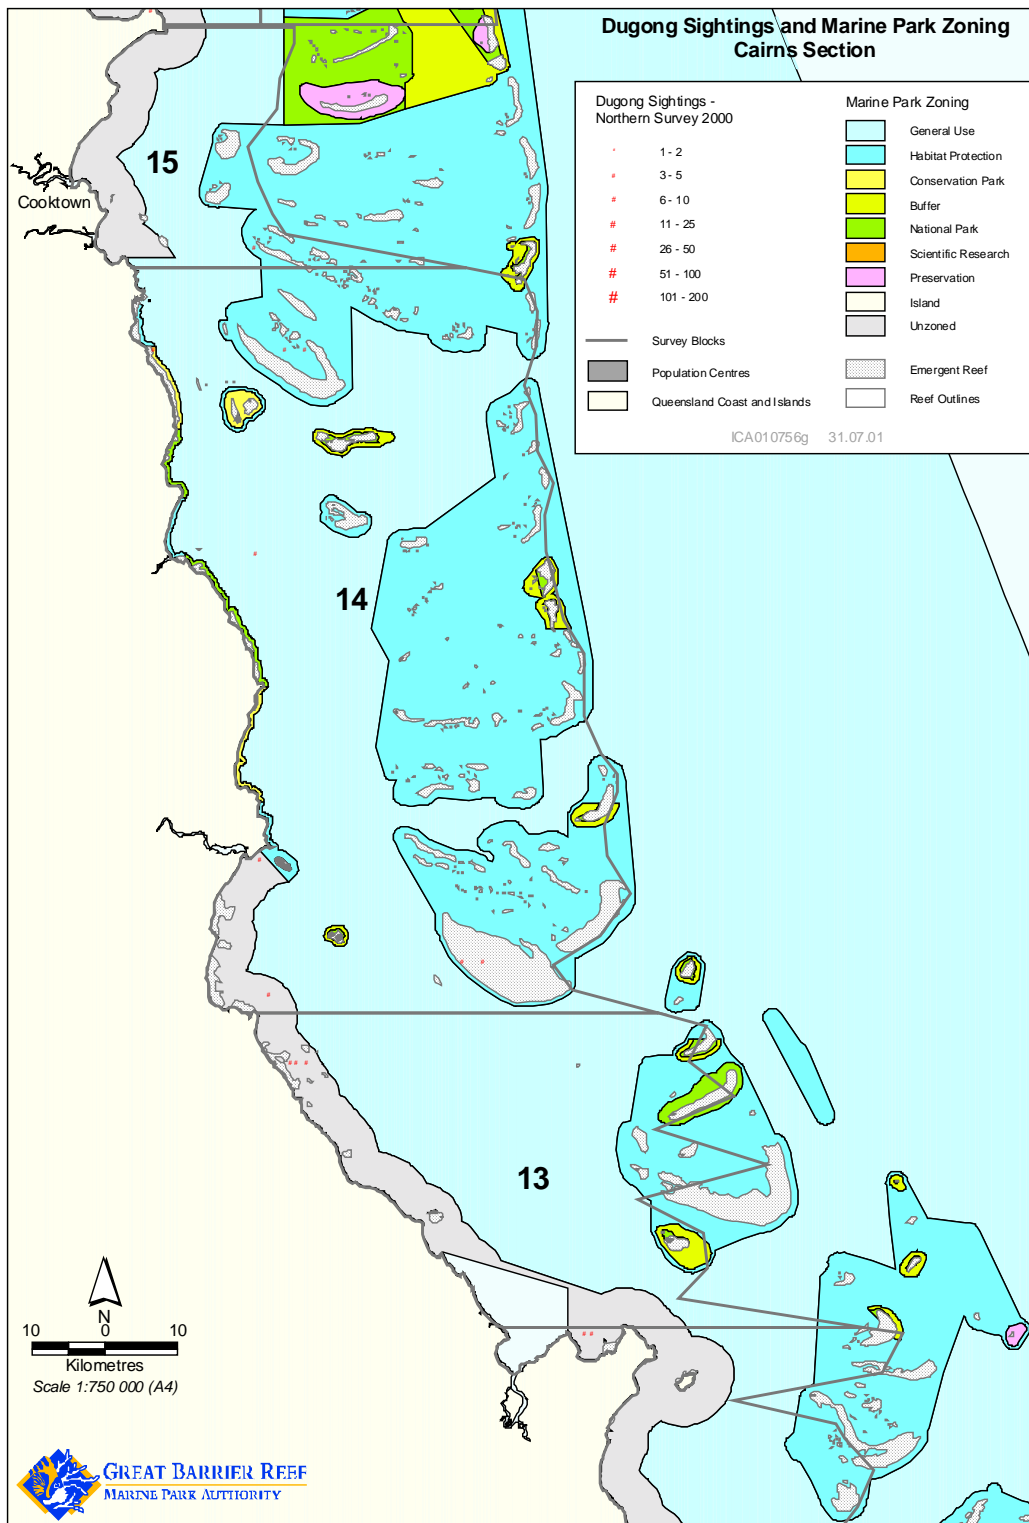 Dugong Sightings and Marine Park Zoning
Cairns Section
Dugong Sightings -
Northern Survey 2000
1 - 2
3 - 5
6 - 10
11 - 25
26 - 50
51 - 100
101 - 200
Survey Blocks
Population Centres
Queensland Coast and Islands
Marine Park Zoning
General Use
Habitat Protection
Conservation Park
Buffer
National Park
Scientific Research
Preservation
Island
Unzoned
Emergent Reef
Reef Outlines
ICA010756g 31.07.01
15
Cooktown
14
13
N
10 0 10
Kilometres
Scale 1:750 000 (A4)
GREAT BARRIER REEF
MARINE PARK AUTHORITY